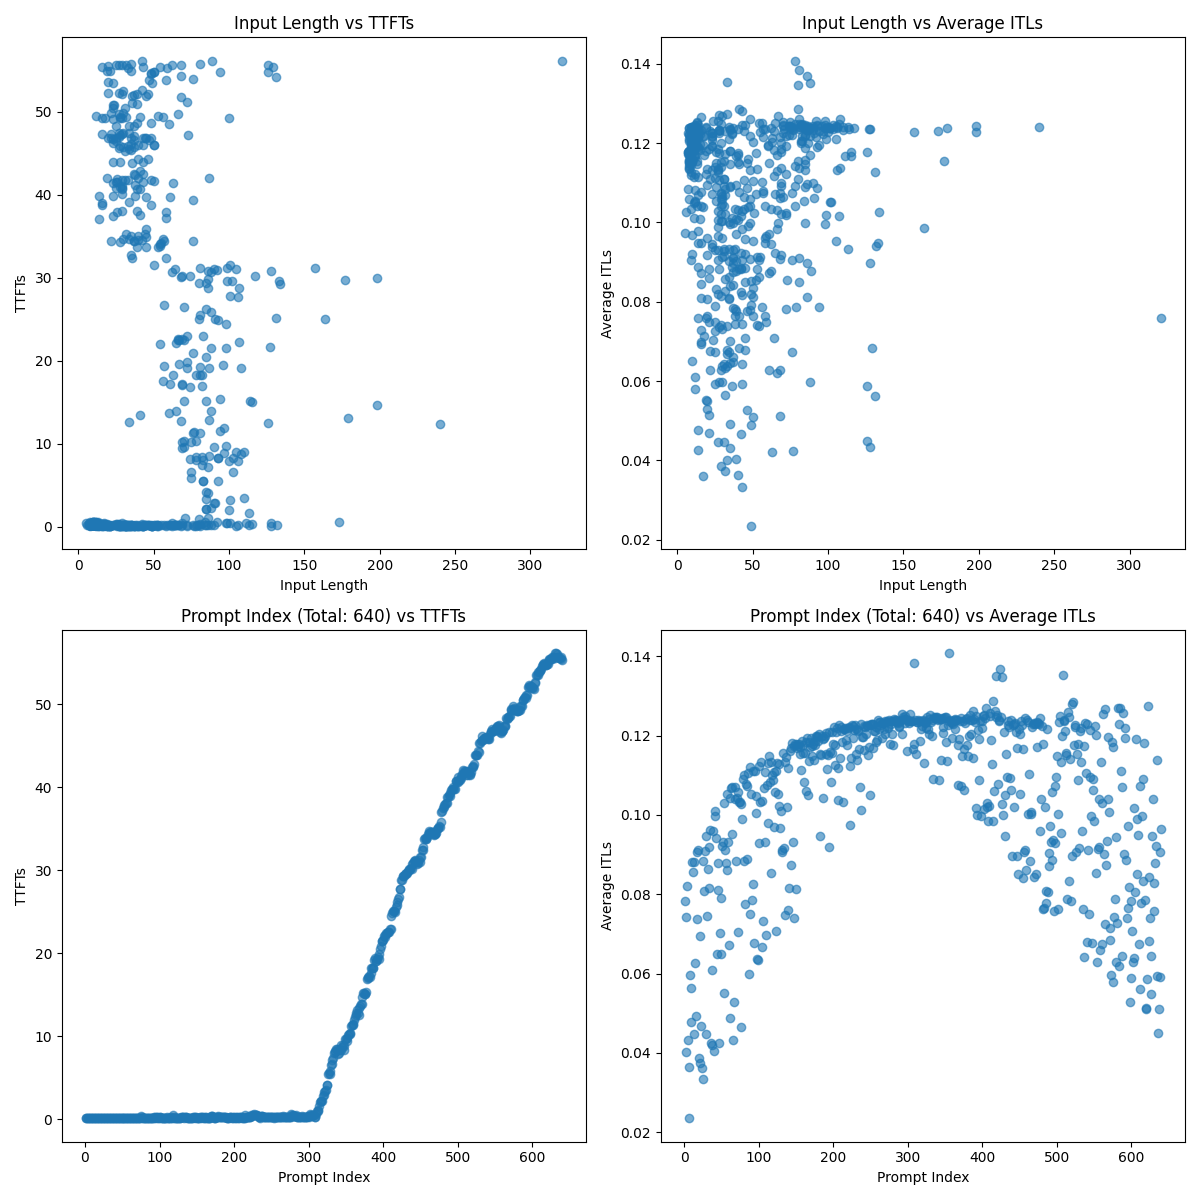 Input Length vs TTFTs
TTFTs
50
40
30
20
10
0
0 50 100 150 200 250 300
Input Length
Input Length vs Average ITLs
Average ITLs
0.14
0.12
0.10
0.08
0.06
0.04
0.02
0 50 100 150 200 250 300
Input Length
Prompt Index (Total: 640) vs TTFTs
TTFTs
50
40
30
20
10
0
0 100 200 300 400 500 600
Prompt Index
Prompt Index (Total: 640) vs Average ITLs
Average ITLs
0.14
0.12
0.10
0.08
0.06
0.04
0.02
0 100 200 300 400 500 600
Prompt Index